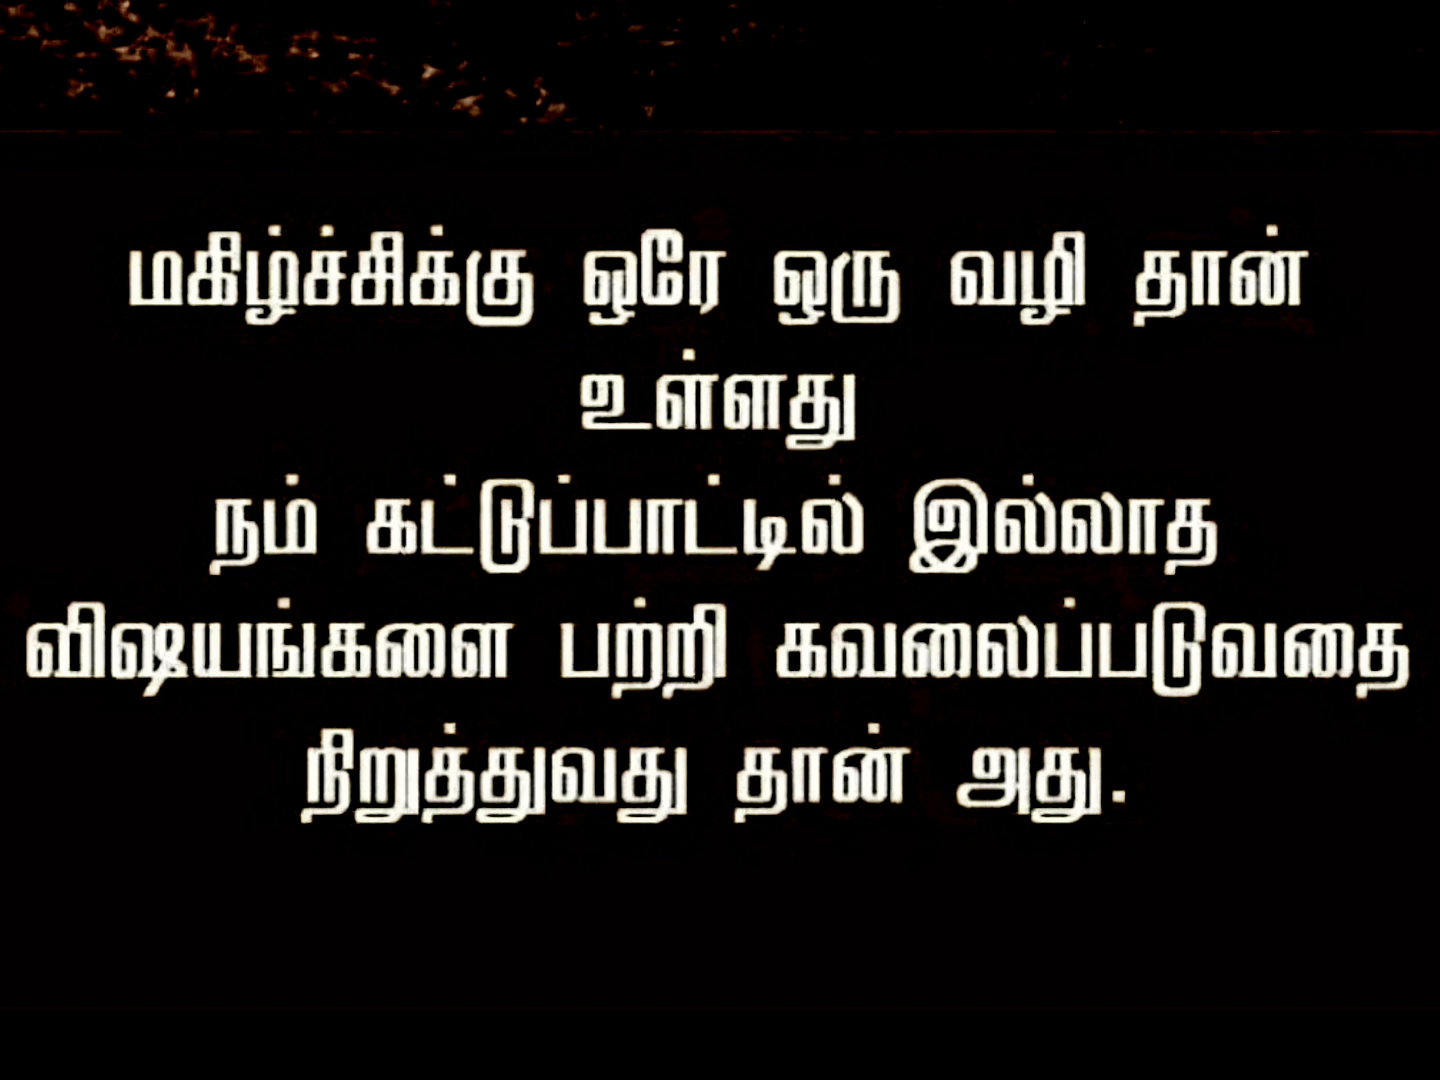 மகிழ்ச்சிக்கு ஒரே ஒரு வழி தான்
உள்ளது
நம் கட்டுப்பாட்டில் இல்லாத
விஷயங்களை பற்றி கவலைப்படுவதை
நிறுத்துவது தான் அது.